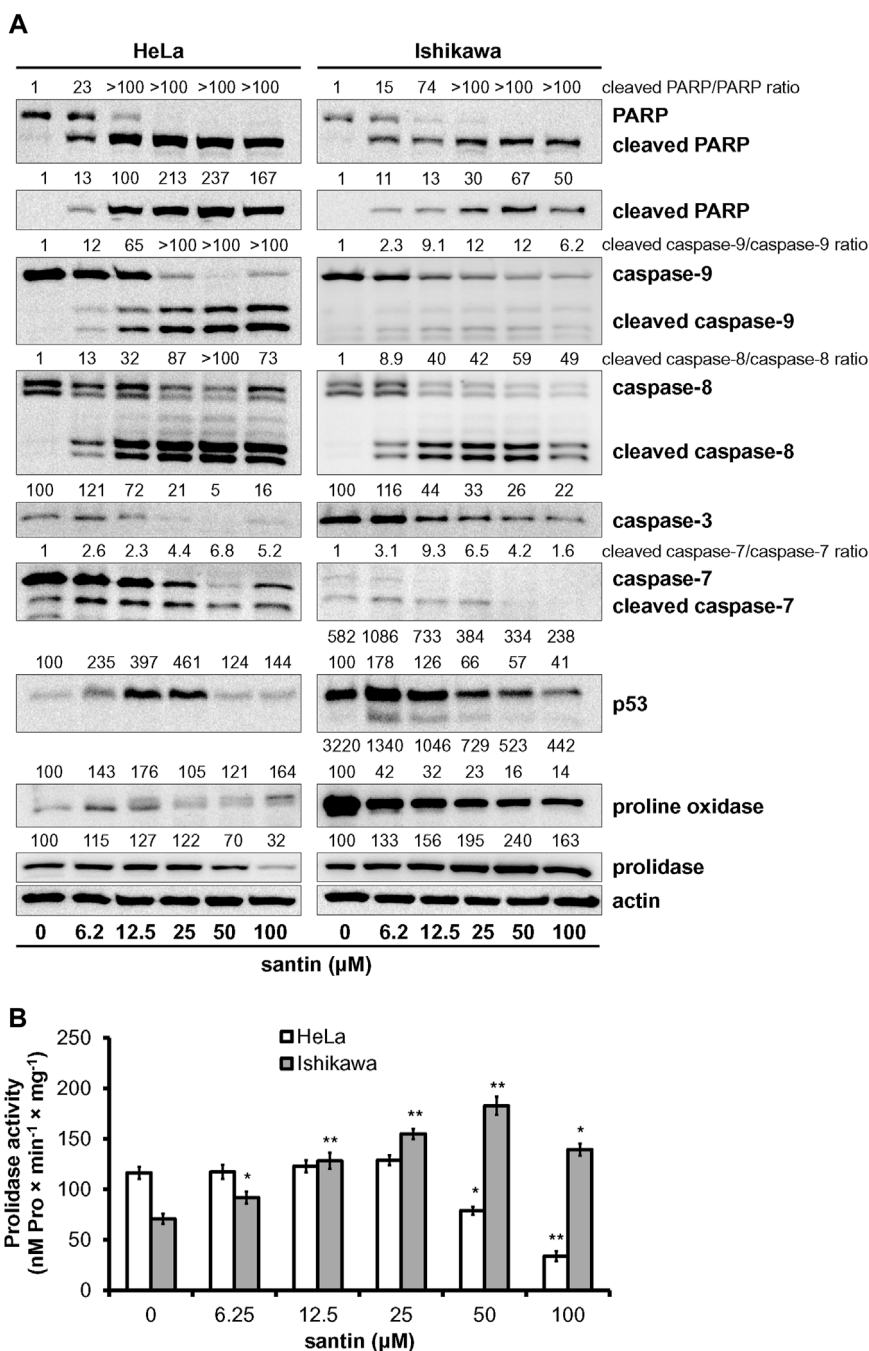 A
HeLa Ishikawa
1 23 >100 >100 >100 >100 1 15 74 >100 >100 >100 cleaved PARP/PARP ratio
PARP
cleaved PARP
1 13 100 213 237 167 1 11 13 30 67 50
cleaved PARP
1 12 65 >100 >100 >100 1 2.3 9.1 12 12 6.2 cleaved caspase-9/caspase-9 ratio
caspase-9
cleaved caspase-9
1 13 32 87 >100 73 1 8.9 40 42 59 49 cleaved caspase-8/caspase-8 ratio
caspase-8
cleaved caspase-8
100 121 72 21 5 16 100 116 44 33 26 22
caspase-3
1 2.6 2.3 4.4 6.8 5.2 1 3.1 9.3 6.5 4.2 1.6 cleaved caspase-7/caspase-7 ratio
caspase-7
cleaved caspase-7
582 1086 733 384 334 238
100 235 397 461 124 144 100 178 126 66 57 41
p53
3220 1340 1046 729 523 442
100 143 176 105 121 164 100 42 32 23 16 14
proline oxidase
100 115 127 122 70 32 100 133 156 195 240 163
prolidase
actin
0 6.2 12.5 25 50 100 0 6.2 12.5 25 50 100
santin (µM)
B
Prolidase activity
(nM Pro × min⁻¹ × mg⁻¹)
250
200
150
100
50
0
HeLa
Ishikawa
* ** ** * ** ** *
0 6.25 12.5 25 50 100
santin (µM)